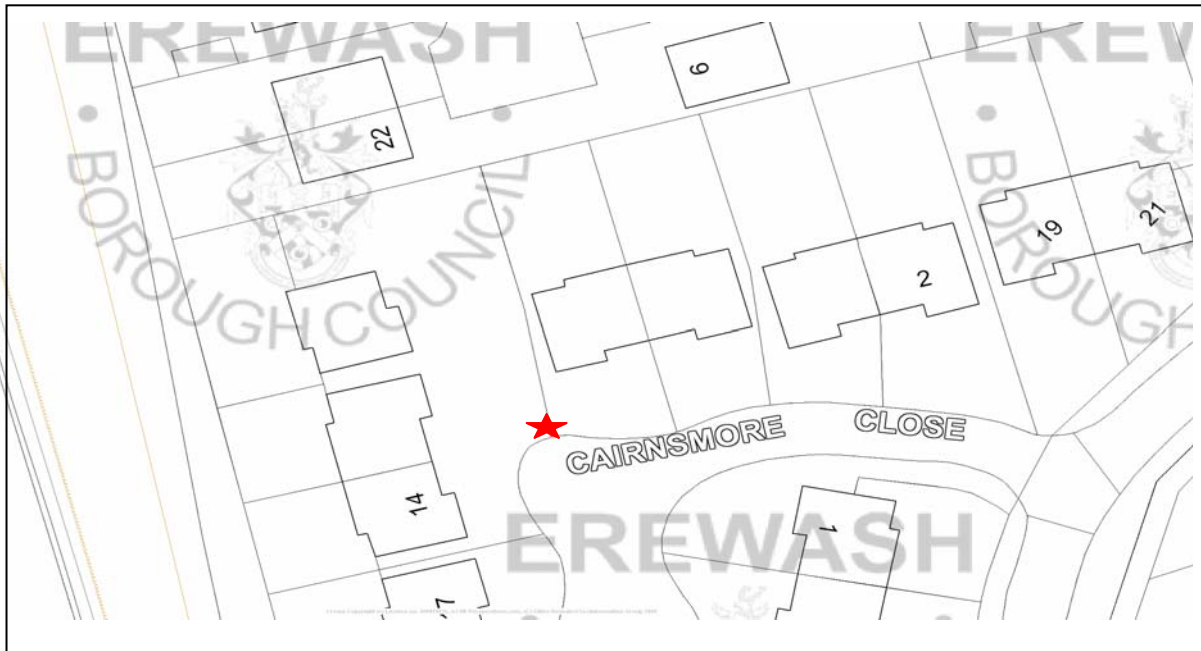 EREWASH
EREW
• BOROUGH COUNCIL •
• BOROUGH
6
22
21
19
2
CAIRNSMORE CLOSE
14
1
EREWASH